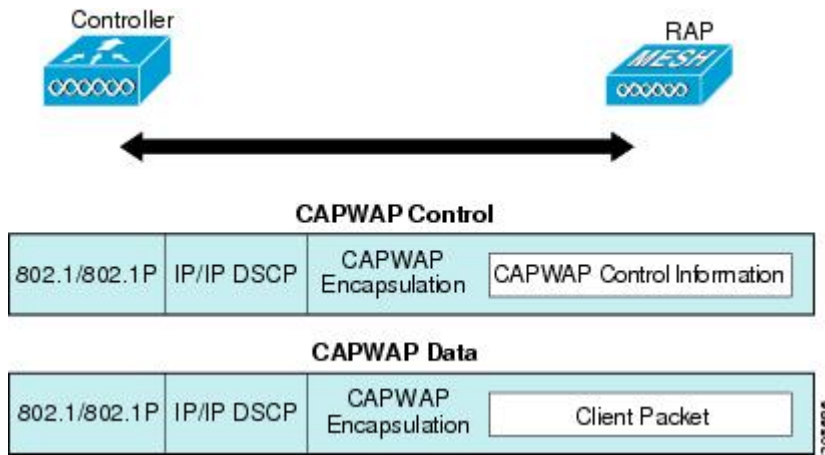 Controller
RAP
MESH
CAPWAP Control
802.1/802.1P IP/IP DSCP CAPWAP Encapsulation CAPWAP Control Information
CAPWAP Data
802.1/802.1P IP/IP DSCP CAPWAP Encapsulation Client Packet